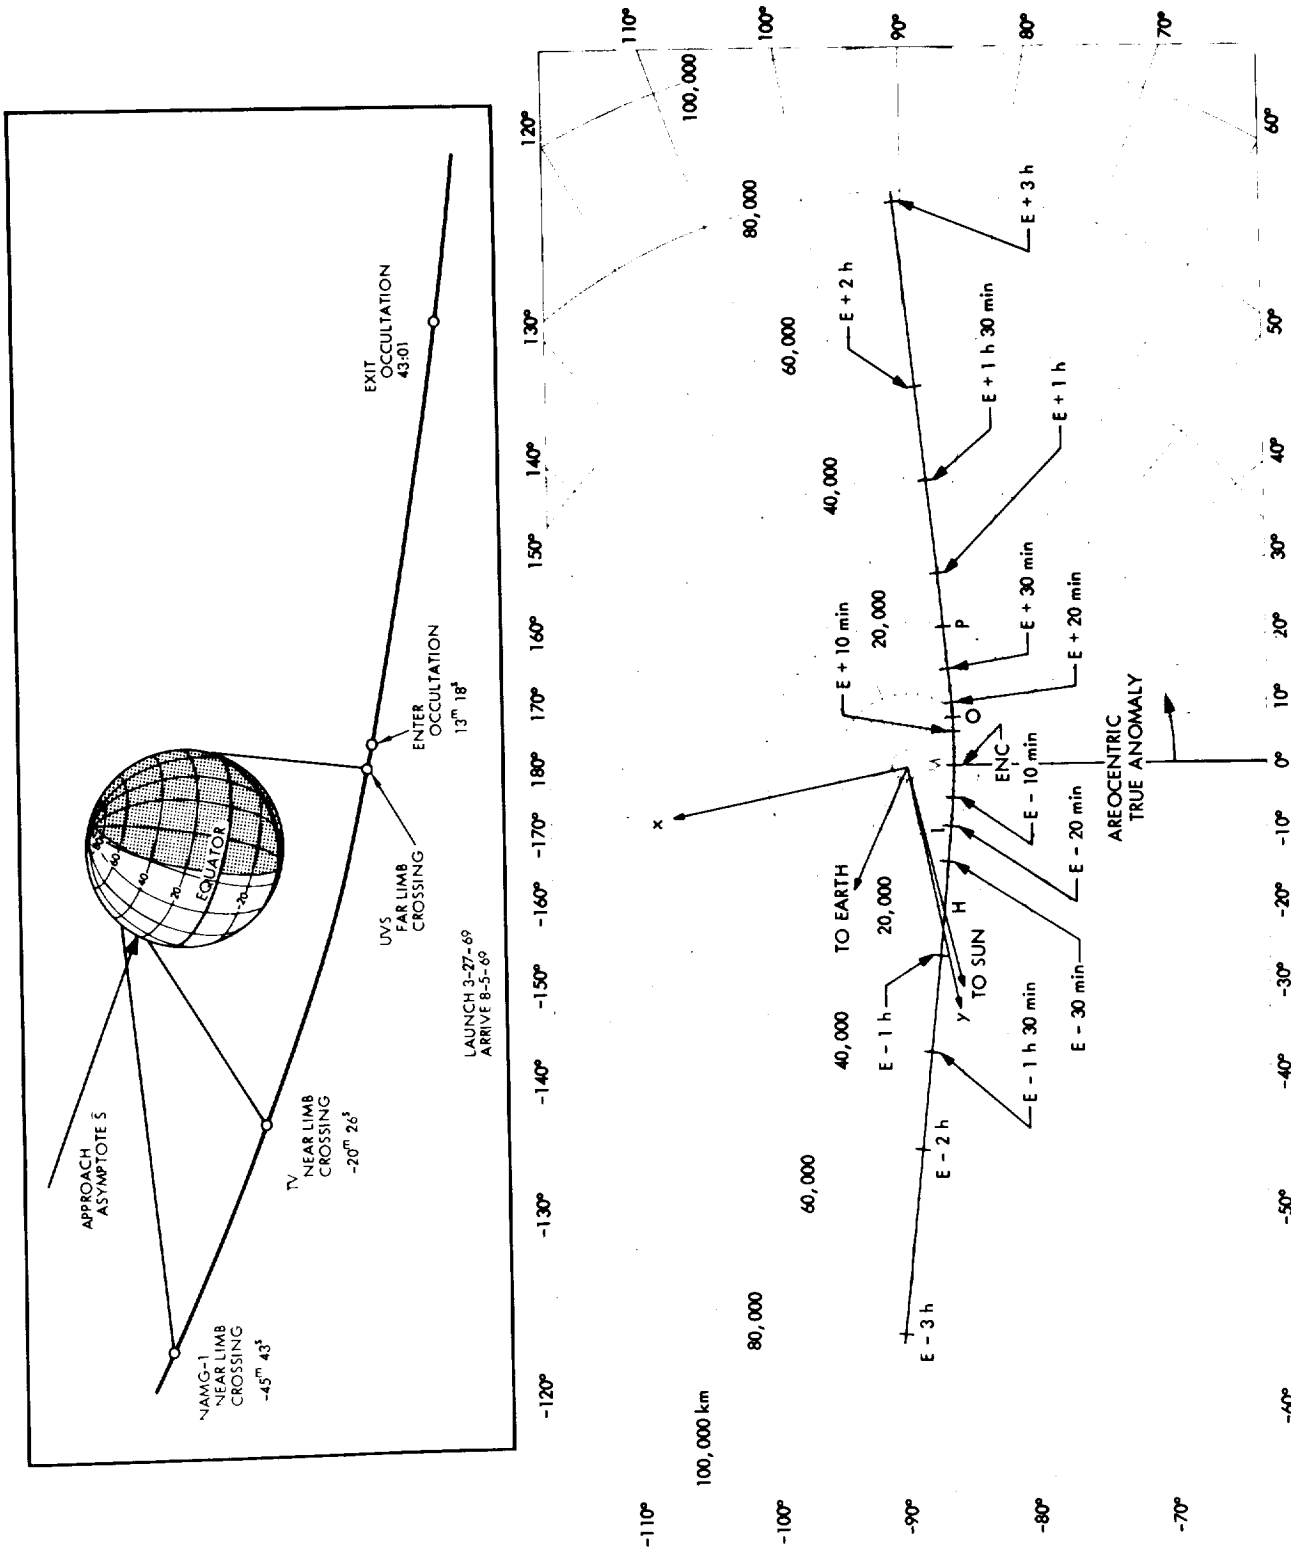 APPROACH
ASYMPTOTE S̄
60
40
20
EQUATOR
-20
NAMG-1
NEAR LIMB
CROSSING
-45ᵐ 43ˢ
TV
NEAR LIMB
CROSSING
-20ᵐ 26ˢ
UVS
FAR LIMB
CROSSING
ENTER
OCCULTATION
13ᵐ 18ˢ
EXIT
OCCULTATION
43:01
LAUNCH 3-27-69
ARRIVE 8-5-69
-120°
-130°
-140°
-150°
-160°
-170°
180°
170°
160°
150°
140°
130°
120°
-110°
-100°
-90°
-80°
-70°
110°
100°
90°
80°
70°
100,000 km
80,000
60,000
40,000
20,000
20,000
40,000
60,000
80,000
100,000
x
TO EARTH
y
TO SUN
E - 3 h
E - 2 h
E - 1 h 30 min
E - 1 h
H
E - 30 min
I
E - 20 min
E - 10 min
ENC
E + 10 min
O
E + 20 min
E + 30 min
P
E + 1 h
E + 1 h 30 min
E + 2 h
E + 3 h
AREOCENTRIC
TRUE ANOMALY
-60°
-50°
-40°
-30°
-20°
-10°
0°
10°
20°
30°
40°
50°
60°